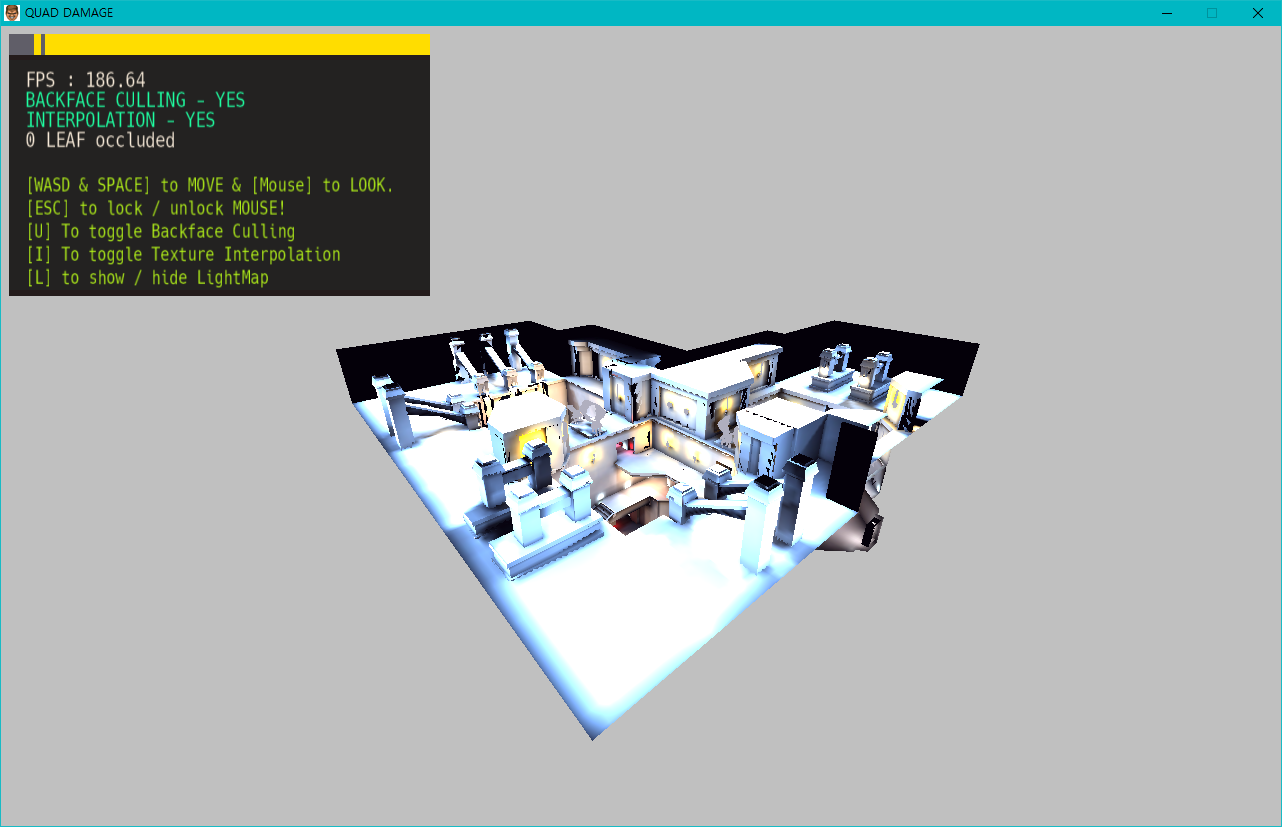 QUAD DAMAGE
FPS : 186.64
BACKFACE CULLING - YES
INTERPOLATION - YES
0 LEAF occluded
[WASD & SPACE] to MOVE & [Mouse] to LOOK.
[ESC] to lock / unlock MOUSE!
[U] To toggle Backface Culling
[I] To toggle Texture Interpolation
[L] to show / hide LightMap